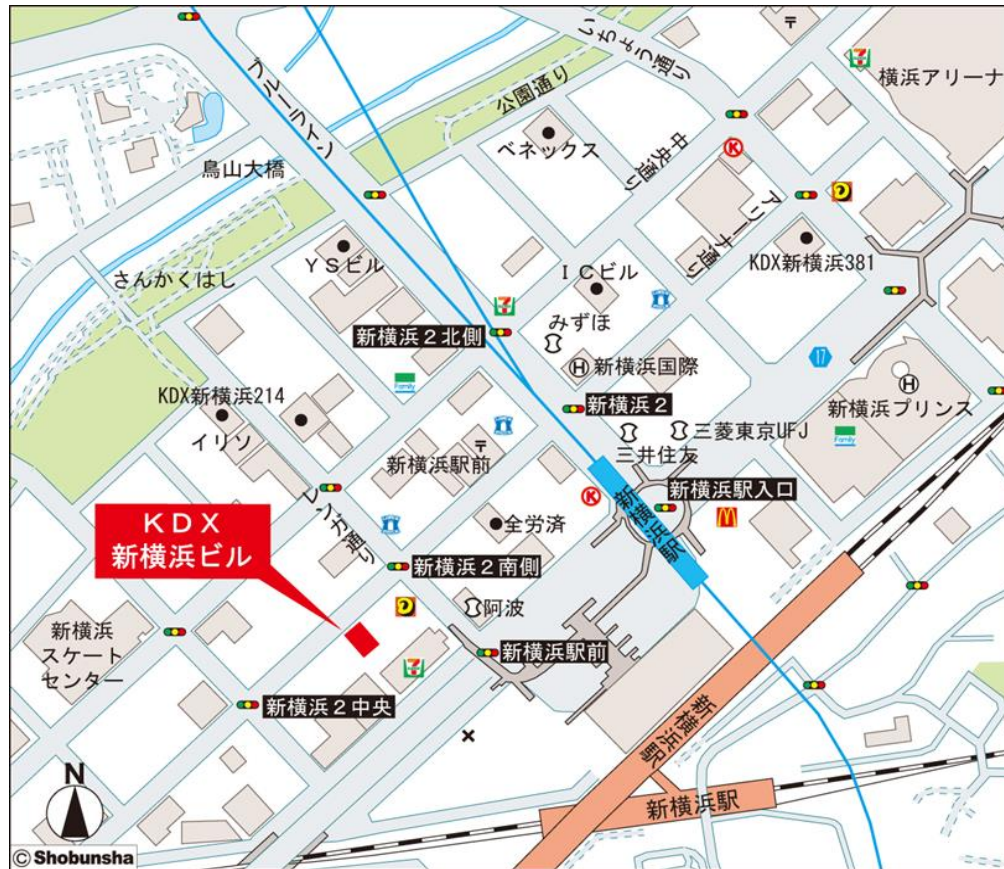 いちょう通り
〒
横浜アリーナ
ブルーライン
公園通り
ベネックス
中央通り
K
鳥山大橋
アリーナ通り
YSビル
KDX新横浜381
さんかくはし
ICビル
みずほ
新横浜2北側
17
H 新横浜国際
H
新横浜プリンス
KDX新横浜214
Family
新横浜2
イリソ
三菱東京UFJ
三井住友
Family
〒
新横浜駅前
新横浜駅入口
K
新横浜駅
レンガ通り
全労済
KDX
新横浜ビル
新横浜2南側
阿波
新横浜
スケート
センター
新横浜駅前
新横浜2中央
新横浜駅
N
新横浜駅
© Shobunsha